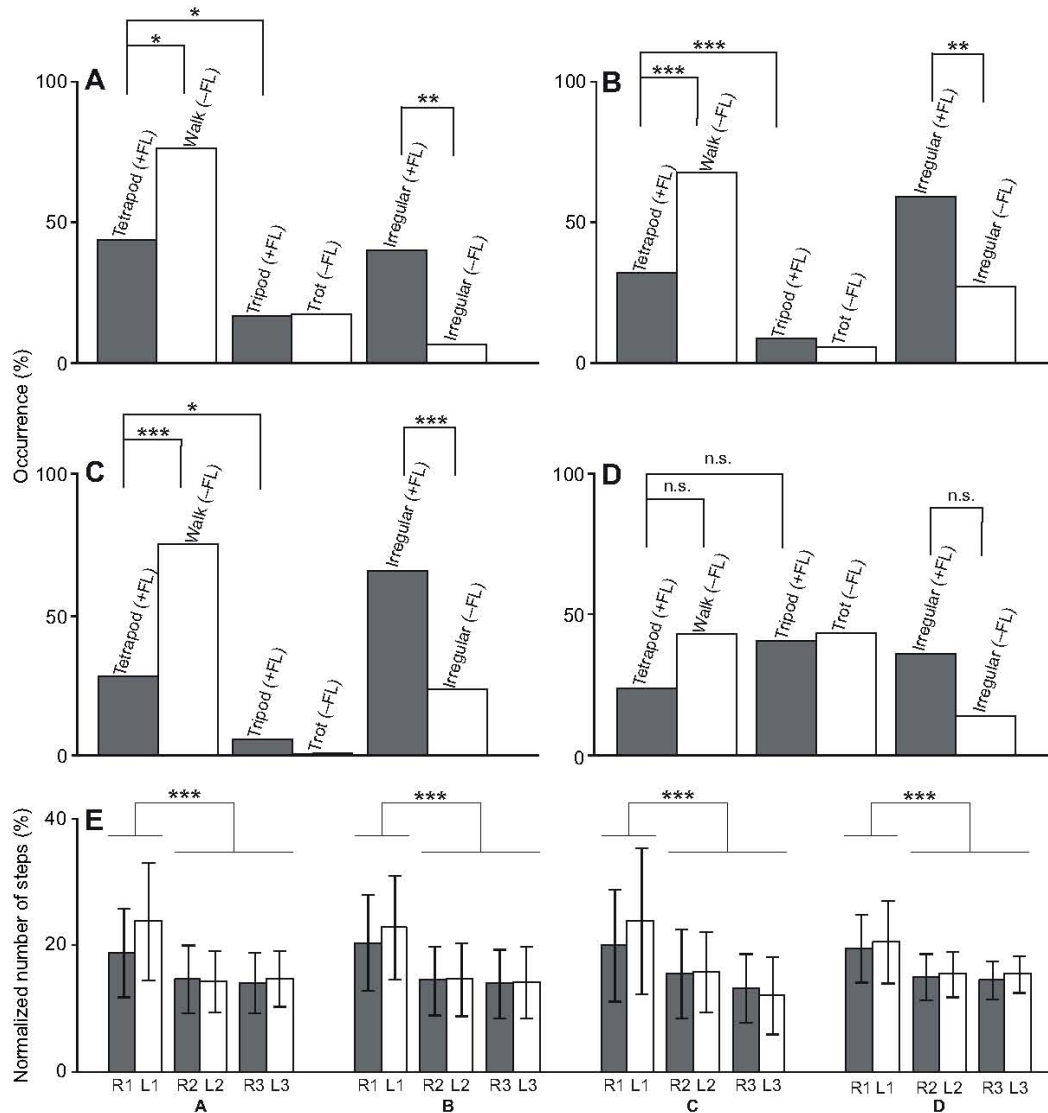 Occurrence (%)
A
100
50
0
*
*
**
Tetrapod (+FL)
Walk (–FL)
Tripod (+FL)
Trot (–FL)
Irregular (+FL)
Irregular (–FL)
B
100
50
0
***
***
**
Tetrapod (+FL)
Walk (–FL)
Tripod (+FL)
Trot (–FL)
Irregular (+FL)
Irregular (–FL)
C
100
50
0
*
***
***
Tetrapod (+FL)
Walk (–FL)
Tripod (+FL)
Trot (–FL)
Irregular (+FL)
Irregular (–FL)
D
100
50
0
n.s.
n.s.
n.s.
Tetrapod (+FL)
Walk (–FL)
Tripod (+FL)
Trot (–FL)
Irregular (+FL)
Irregular (–FL)
Normalized number of steps (%)
E
40
20
0
*** *** *** ***
R1 L1 R2 L2 R3 L3 R1 L1 R2 L2 R3 L3 R1 L1 R2 L2 R3 L3 R1 L1 R2 L2 R3 L3
A B C D